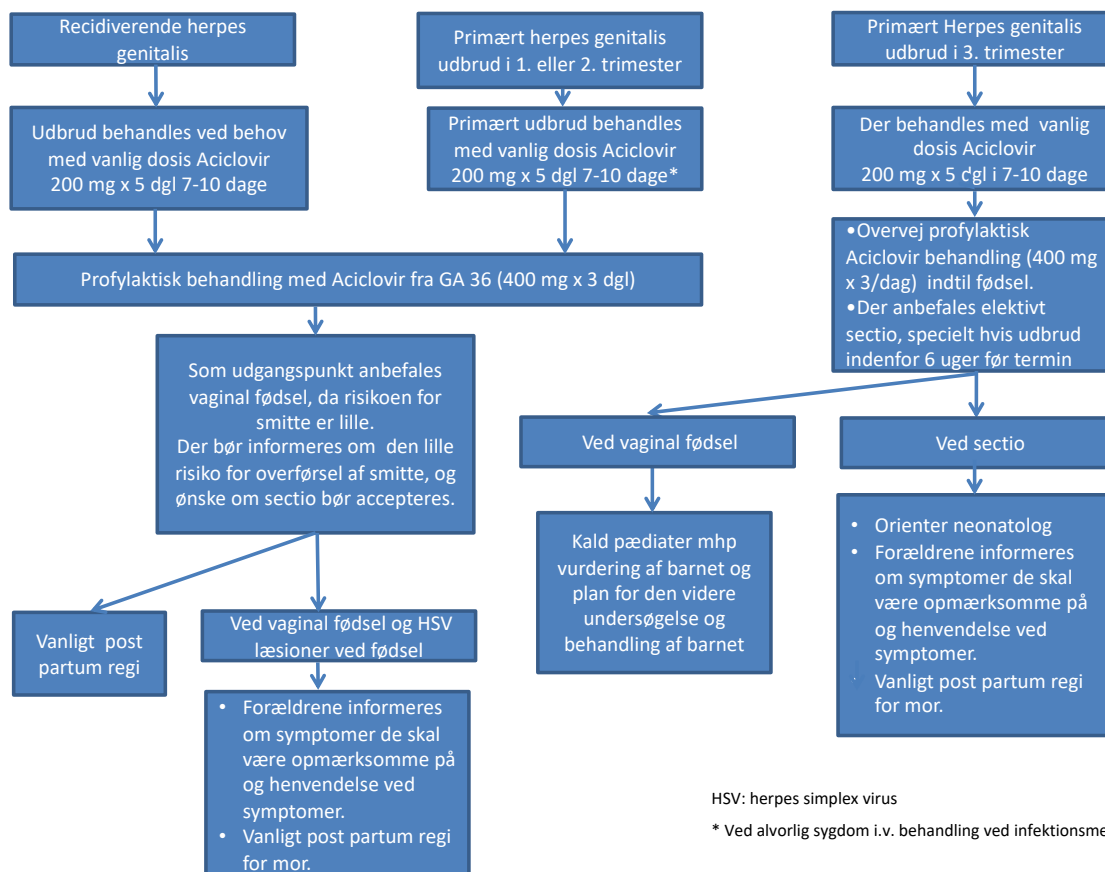 Recidiverende herpes
genitalis
Udbrud behandles ved behov
med vanlig dosis Aciclovir
200 mg x 5 dgl 7-10 dage
Primært herpes genitalis
udbrud i 1. eller 2. trimester
Primært udbrud behandles
med vanlig dosis Aciclovir
200 mg x 5 dgl 7-10 dage*
Profylaktisk behandling med Aciclovir fra GA 36 (400 mg x 3 dgl)
Som udgangspunkt anbefales
vaginal fødsel, da risikoen for
smitte er lille.
Der bør informeres om den lille
risiko for overførsel af smitte, og
ønske om sectio bør accepteres.
Vanligt post
partum regi
Ved vaginal fødsel og HSV
læsioner ved fødsel
• Forældrene informeres
om symptomer de skal
være opmærksomme på
og henvendelse ved
symptomer.
• Vanligt post partum regi
for mor.
Primært Herpes genitalis
udbrud i 3. trimester
Der behandles med vanlig
dosis Aciclovir
200 mg x 5 dgl i 7-10 dage
•Overvej profylaktisk
Aciclovir behandling (400 mg
x 3/dag) indtil fødsel.
•Der anbefales elektivt
sectio, specielt hvis udbrud
indenfor 6 uger før termin
Ved vaginal fødsel
Kald pædiater mhp
vurdering af barnet og
plan for den videre
undersøgelse og
behandling af barnet
Ved sectio
• Orienter neonatolog
• Forældrene informeres
om symptomer de skal
være opmærksomme på
og henvendelse ved
symptomer.
Vanligt post partum regi
for mor.
HSV: herpes simplex virus
* Ved alvorlig sygdom i.v. behandling ved infektionsme